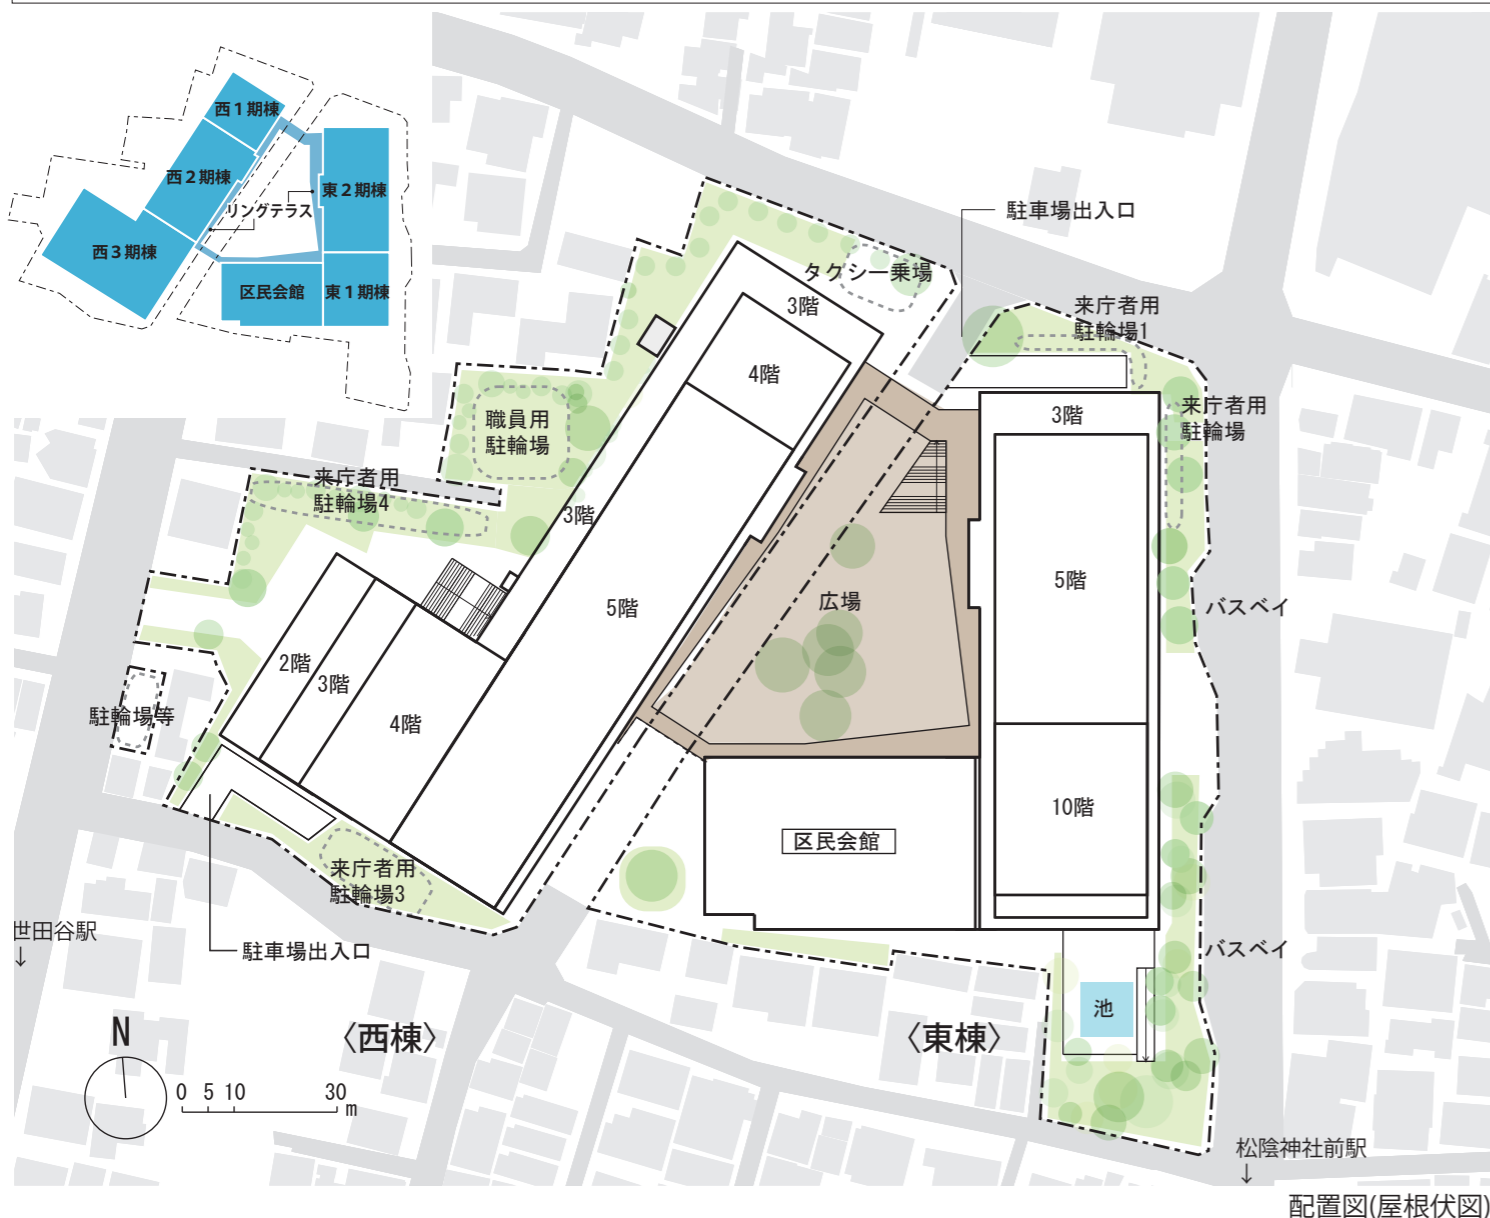 西1期棟
西2期棟
東2期棟
リングテラス
西3期棟
区民会館
東1期棟
駐車場出入口
タクシー乗場
3階
来庁者用
駐輪場1
4階
職員用
駐輪場
3階
来庁者用
駐輪場
来庁者用
駐輪場4
3階
5階
5階
広場
バスベイ
2階
3階
4階
駐輪場等
10階
区民会館
来庁者用
駐輪場3
世田谷駅
↓
駐車場出入口
バスベイ
池
N
〈西棟〉
〈東棟〉
0 5 10 30
m
松陰神社前駅
↓
配置図(屋根伏図)